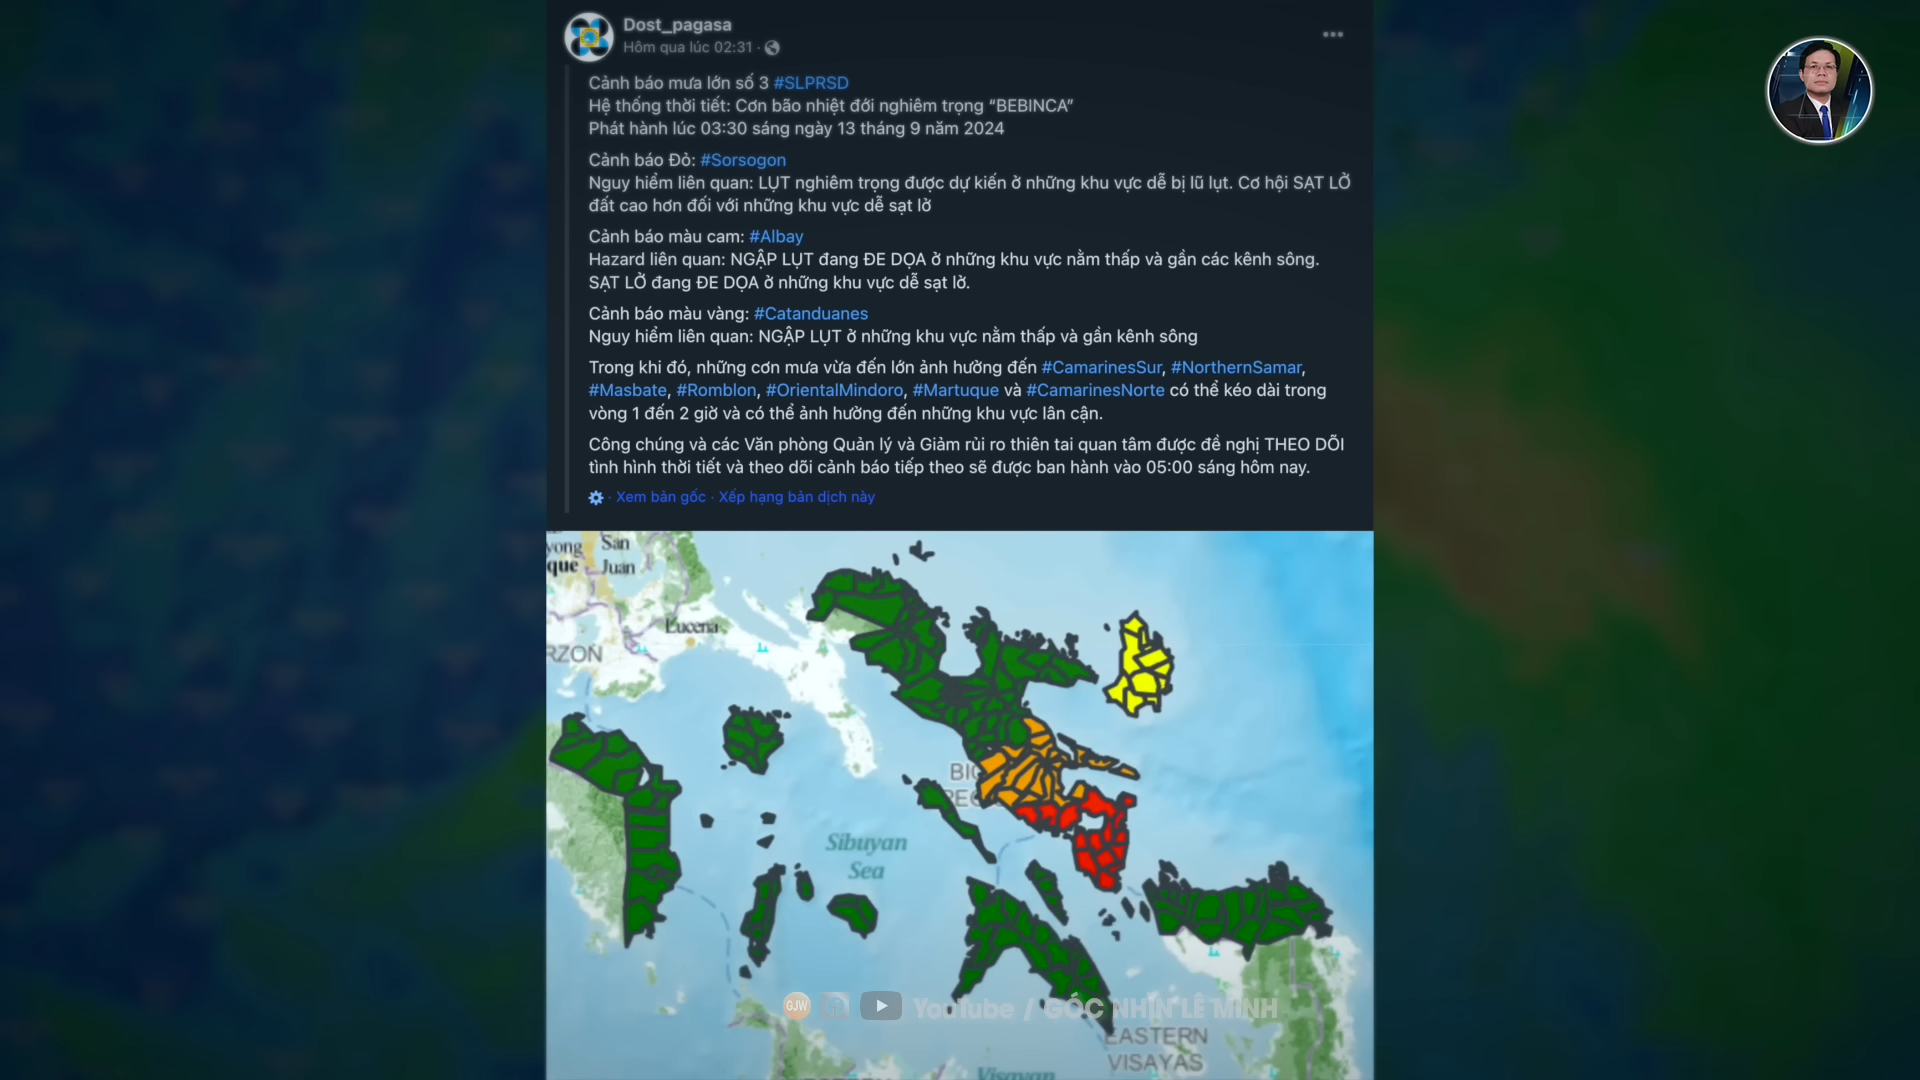 Dost_pagasa
Hôm qua lúc 02:31 ·
Cảnh báo mưa lớn số 3 #SLPRSD
Hệ thống thời tiết: Cơn bão nhiệt đới nghiêm trọng “BEBINCA”
Phát hành lúc 03:30 sáng ngày 13 tháng 9 năm 2024
Cảnh báo Đỏ: #Sorsogon
Nguy hiểm liên quan: LỤT nghiêm trọng được dự kiến ở những khu vực dễ bị lũ lụt. Cơ hội SẠT LỞ
đất cao hơn đối với những khu vực dễ sạt lở
Cảnh báo màu cam: #Albay
Hazard liên quan: NGẬP LỤT đang ĐE DỌA ở những khu vực nằm thấp và gần các kênh sông.
SẠT LỞ đang ĐE DỌA ở những khu vực dễ sạt lở.
Cảnh báo màu vàng: #Catanduanes
Nguy hiểm liên quan: NGẬP LỤT ở những khu vực nằm thấp và gần kênh sông
Trong khi đó, những cơn mưa vừa đến lớn ảnh hưởng đến #CamarinesSur, #NorthernSamar,
#Masbate, #Romblon, #OrientalMindoro, #Martuque và #CamarinesNorte có thể kéo dài trong
vòng 1 đến 2 giờ và có thể ảnh hưởng đến những khu vực lân cận.
Công chúng và các Văn phòng Quản lý và Giảm rủi ro thiên tai quan tâm được đề nghị THEO DÕI
tình hình thời tiết và theo dõi cảnh báo tiếp theo sẽ được ban hành vào 05:00 sáng hôm nay.
· Xem bản gốc · Xếp hạng bản dịch này
yong
que
San
Juan
Lucena
RZON
Sibuyan
Sea
GJW
YouTube / GÓC NHÌN LÊ MINH
EASTERN
VISAYAS
Visayan